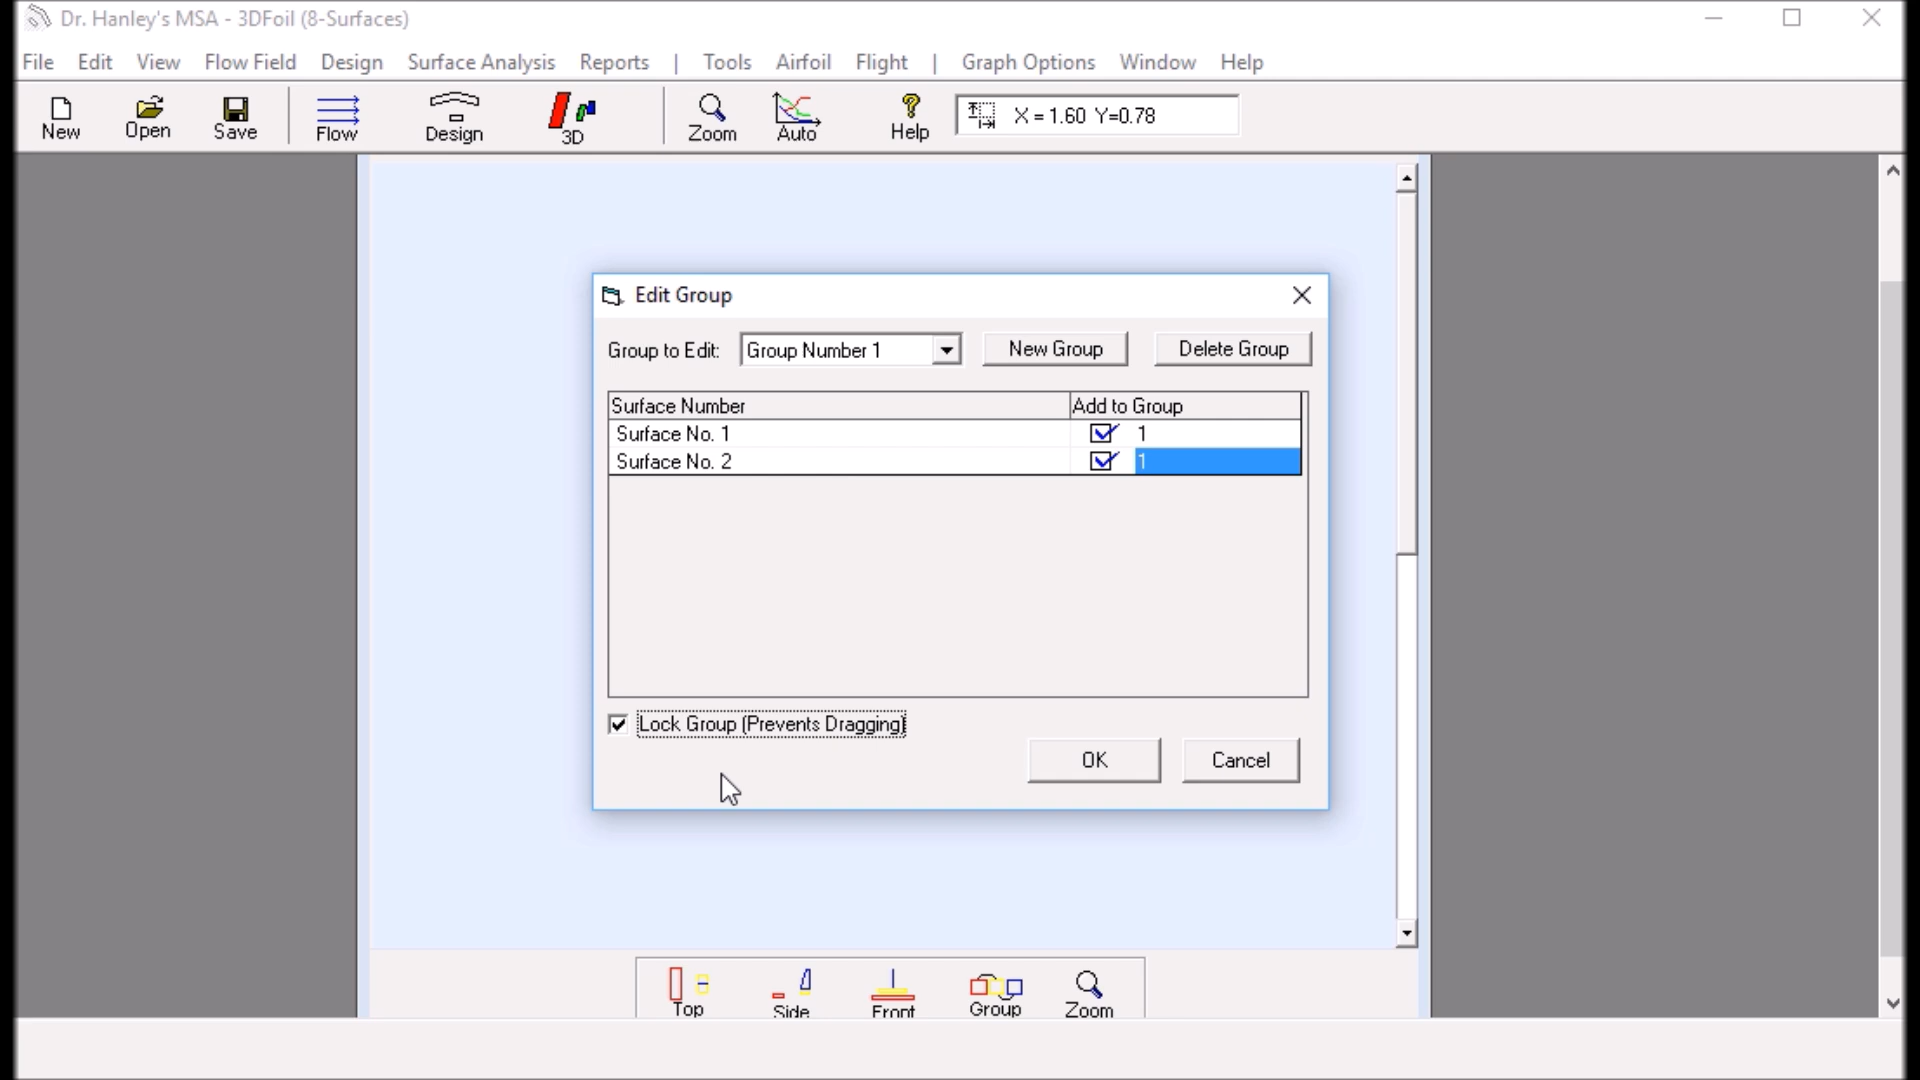 Dr. Hanley's MSA - 3DFoil (8-Surfaces)
File Edit View Flow Field Design Surface Analysis Reports | Tools Airfoil Flight | Graph Options Window Help
New Open Save Flow Design 3D Zoom Auto Help X = 1.60 Y=0.78
Edit Group
Group to Edit: Group Number 1 New Group Delete Group
Surface Number Add to Group
Surface No. 1 1
Surface No. 2 1
Lock Group (Prevents Dragging)
OK Cancel
Top Side Front Group Zoom